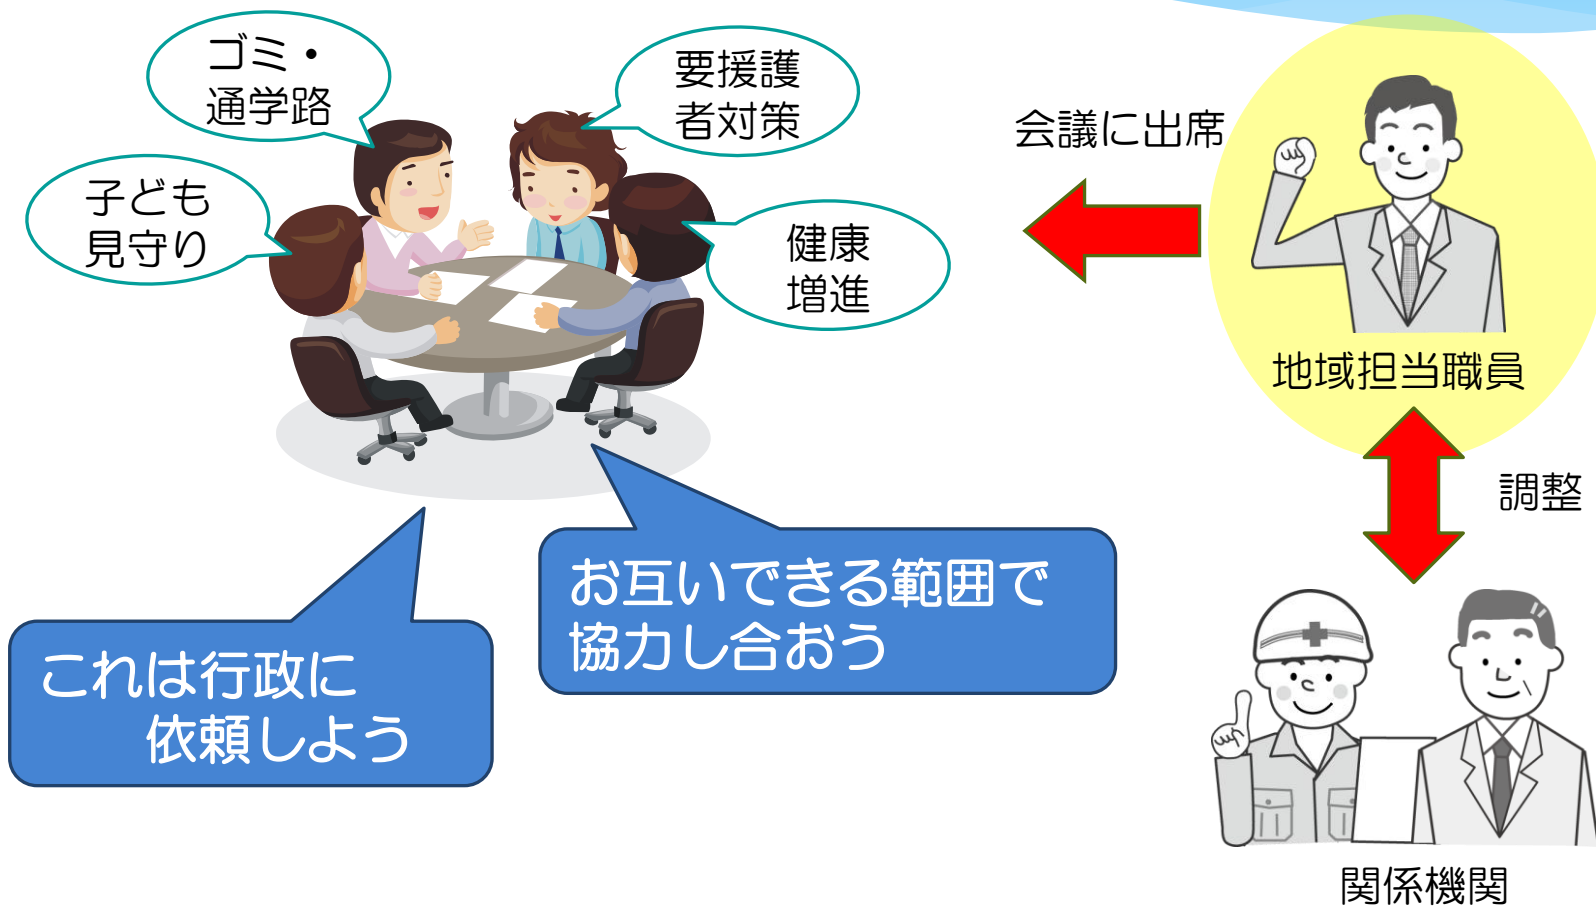 ゴミ・
通学路
要援護
者対策
子ども
見守り
健康
増進
会議に出席
地域担当職員
調整
お互いできる範囲で
協力し合おう
これは行政に
依頼しよう
関係機関